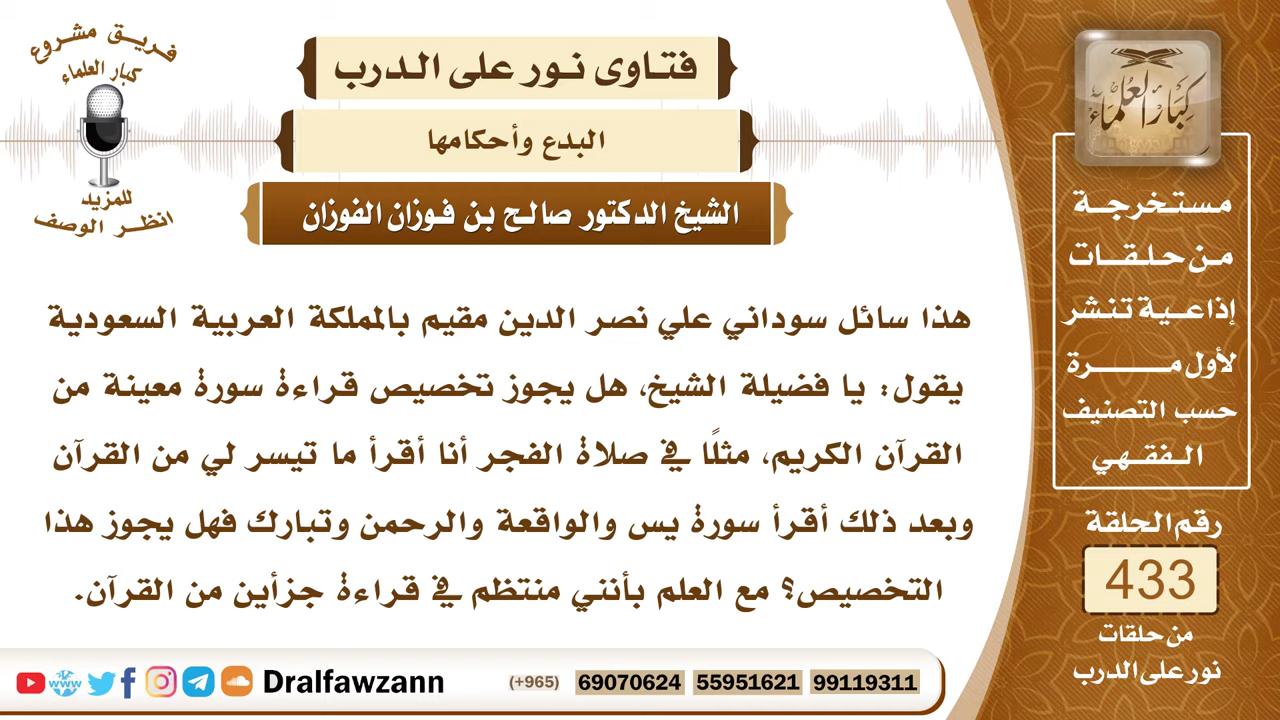 فريق مشروع
كبار العلماء
للمزيد
انظر الوصف
فتاوى نور على الدرب
البدع وأحكامها
الشيخ الدكتور صالح بن فوزان الفوزان
هذا سائل سوداني علي نصر الدين مقيم بالمملكة العربية السعودية
يقول: يا فضيلة الشيخ، هل يجوز تخصيص قراءة سورة معينة من
القرآن الكريم، مثلًا في صلاة الفجر أنا أقرأ ما تيسر لي من القرآن
وبعد ذلك أقرأ سورة يس والواقعة والرحمن وتبارك فهل يجوز هذا
التخصيص؟ مع العلم بأنني منتظم في قراءة جزأين من القرآن.
كبار العلماء
مستخرجة
من حلقات
إذاعية تنشر
لأول مرة
حسب التصنيف
الفقهي
رقم الحلقة
433
من حلقات
نور على الدرب
Dralfawzann (+965) 69070624 55951621 99119311